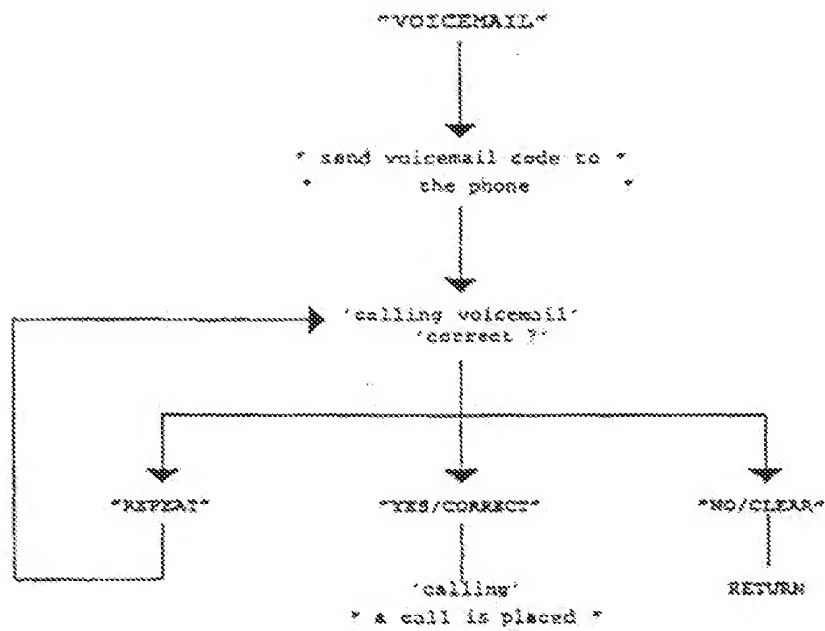 "VOICEMAIL"
* send voicemail code to *
* the phone *
'calling voicemail'
'correct ?'
"REPEAT" "YES/CORRECT" "NO/CLEAR"
'calling' RETURN
* a call is placed *